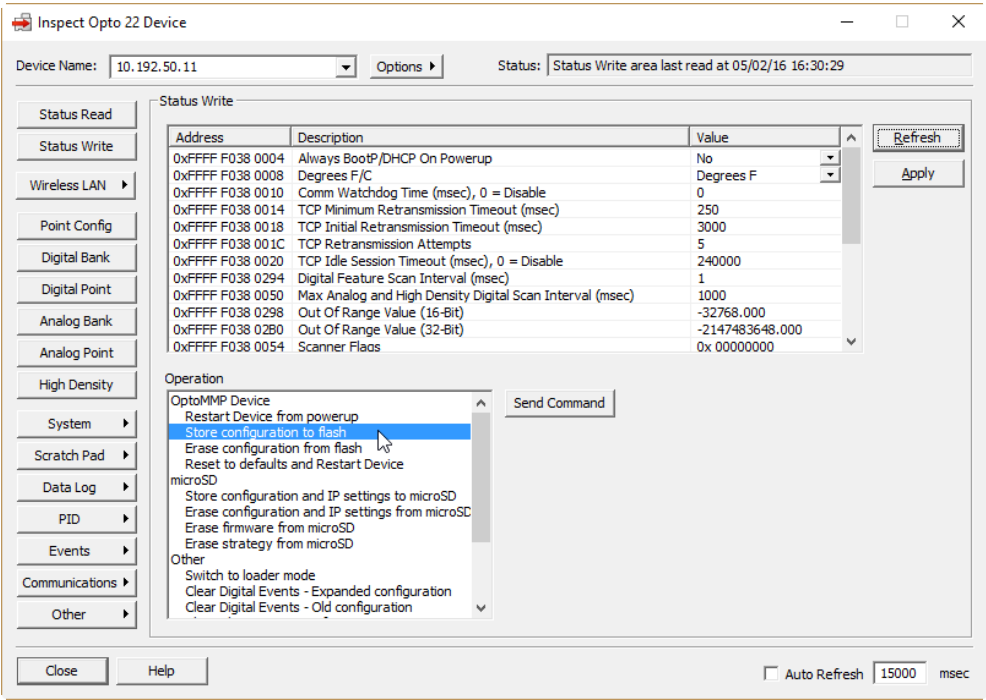 Inspect Opto 22 Device
Device Name: 10.192.50.11 Options Status: Status Write area last read at 05/02/16 16:30:29
Status Read
Status Write
Wireless LAN
Point Config
Digital Bank
Digital Point
Analog Bank
Analog Point
High Density
System
Scratch Pad
Data Log
PID
Events
Communications
Other
Status Write
Address Description Value
0xFFFF F038 0004 Always BootP/DHCP On Powerup No
0xFFFF F038 0008 Degrees F/C Degrees F
0xFFFF F038 0010 Comm Watchdog Time (msec), 0 = Disable 0
0xFFFF F038 0014 TCP Minimum Retransmission Timeout (msec) 250
0xFFFF F038 0018 TCP Initial Retransmission Timeout (msec) 3000
0xFFFF F038 001C TCP Retransmission Attempts 5
0xFFFF F038 0020 TCP Idle Session Timeout (msec), 0 = Disable 240000
0xFFFF F038 0294 Digital Feature Scan Interval (msec) 1
0xFFFF F038 0050 Max Analog and High Density Digital Scan Interval (msec) 1000
0xFFFF F038 0298 Out Of Range Value (16-Bit) -32768.000
0xFFFF F038 02B0 Out Of Range Value (32-Bit) -2147483648.000
0xFFFF F038 0054 Scanner Flags 0x 00000000
Refresh
Apply
Operation
OptoMMP Device
Restart Device from powerup
Store configuration to flash
Erase configuration from flash
Reset to defaults and Restart Device
microSD
Store configuration and IP settings to microSD
Erase configuration and IP settings from microSD
Erase firmware from microSD
Erase strategy from microSD
Other
Switch to loader mode
Clear Digital Events - Expanded configuration
Clear Digital Events - Old configuration
Send Command
Close Help Auto Refresh 15000 msec